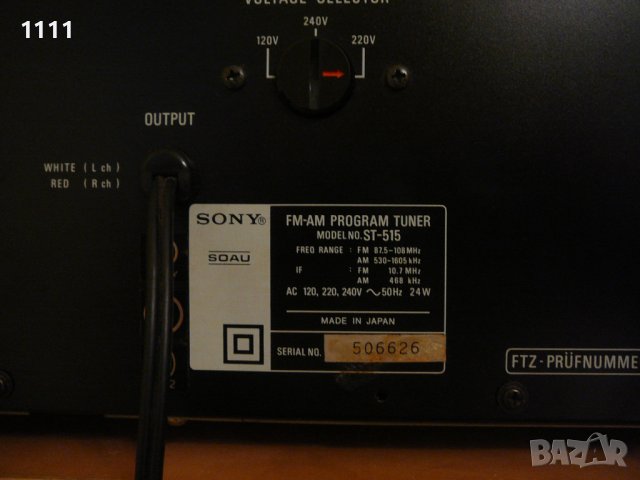 1111
VOLTAGE SELECTOR
240V
120V
220V
OUTPUT
WHITE ( L ch )
RED ( R ch )
SONY®
SOAU
FM-AM PROGRAM TUNER
MODEL NO. ST-515
FREQ RANGE : FM 87.5-108MHz
AM 530-1605 kHz
IF : FM 10.7 MHz
AM 468 kHz
AC 120, 220, 240V ~ 50Hz 24W
MADE IN JAPAN
SERIAL NO. 506626
FTZ-PRÜFNUMME
2
BAZAR